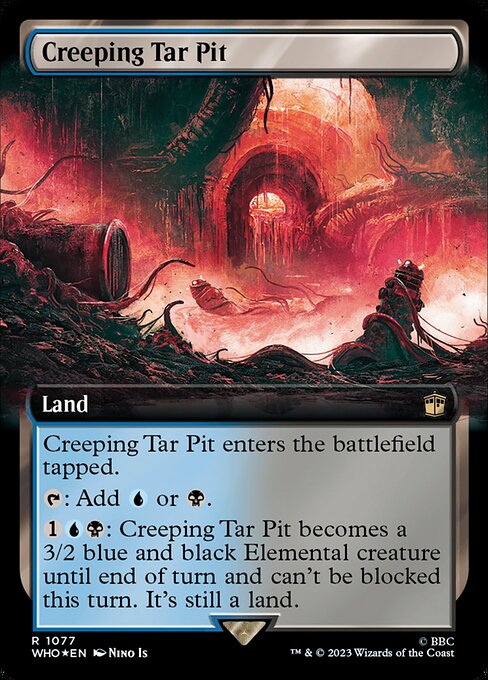 Creeping Tar Pit
Land
Creeping Tar Pit enters the battlefield
tapped.
: Add or .
1 : Creeping Tar Pit becomes a
3/2 blue and black Elemental creature
until end of turn and can't be blocked
this turn. It's still a land.
R 1077
WHO★EN Nino Is
© BBC
™ & © 2023 Wizards of the Coast